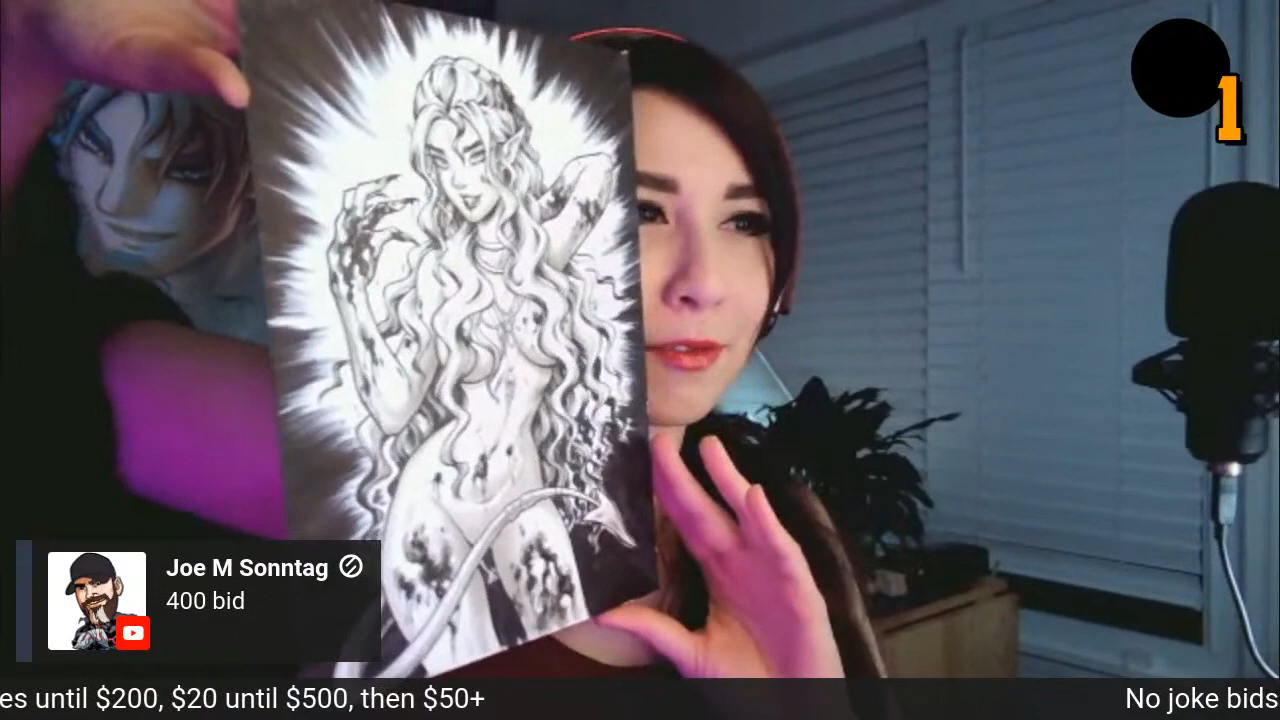 1
Joe M Sonntag
400 bid
es until $200, $20 until $500, then $50+
No joke bids